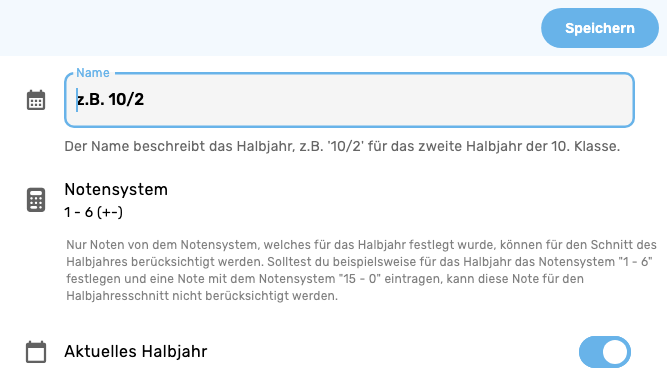 Speichern
Name
z.B. 10/2
Der Name beschreibt das Halbjahr, z.B. '10/2' für das zweite Halbjahr der 10. Klasse.
Notensystem
1 - 6 (+-)
Nur Noten von dem Notensystem, welches für das Halbjahr festlegt wurde, können für den Schnitt des
Halbjahres berücksichtigt werden. Solltest du beispielsweise für das Halbjahr das Notensystem "1 - 6"
festlegen und eine Note mit dem Notensystem "15 - 0" eintragen, kann diese Note für den
Halbjahresschnitt nicht berücksichtigt werden.
Aktuelles Halbjahr